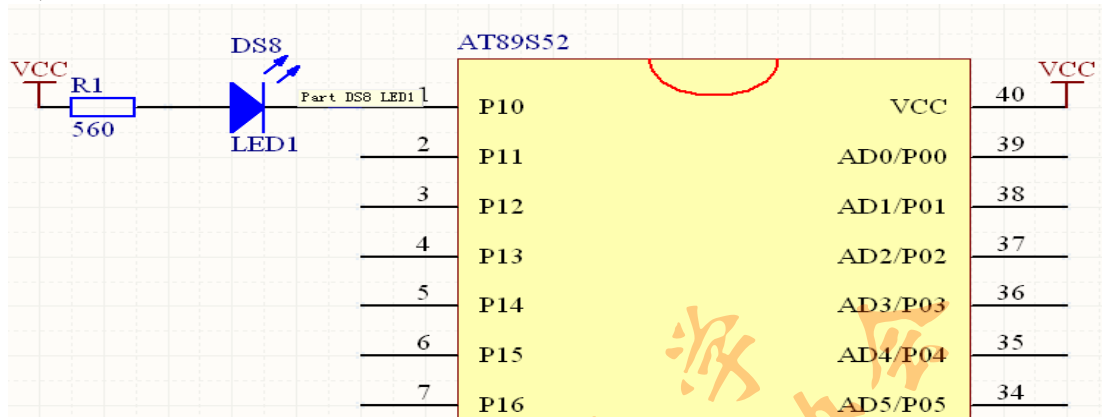 DS8
AT89S52
VCC
R1
560
LED1
Part DS8 LED1
1 P10 VCC 40 VCC
2 P11 AD0/P00 39
3 P12 AD1/P01 38
4 P13 AD2/P02 37
5 P14 AD3/P03 36
6 P15 AD4/P04 35
7 P16 AD5/P05 34
学